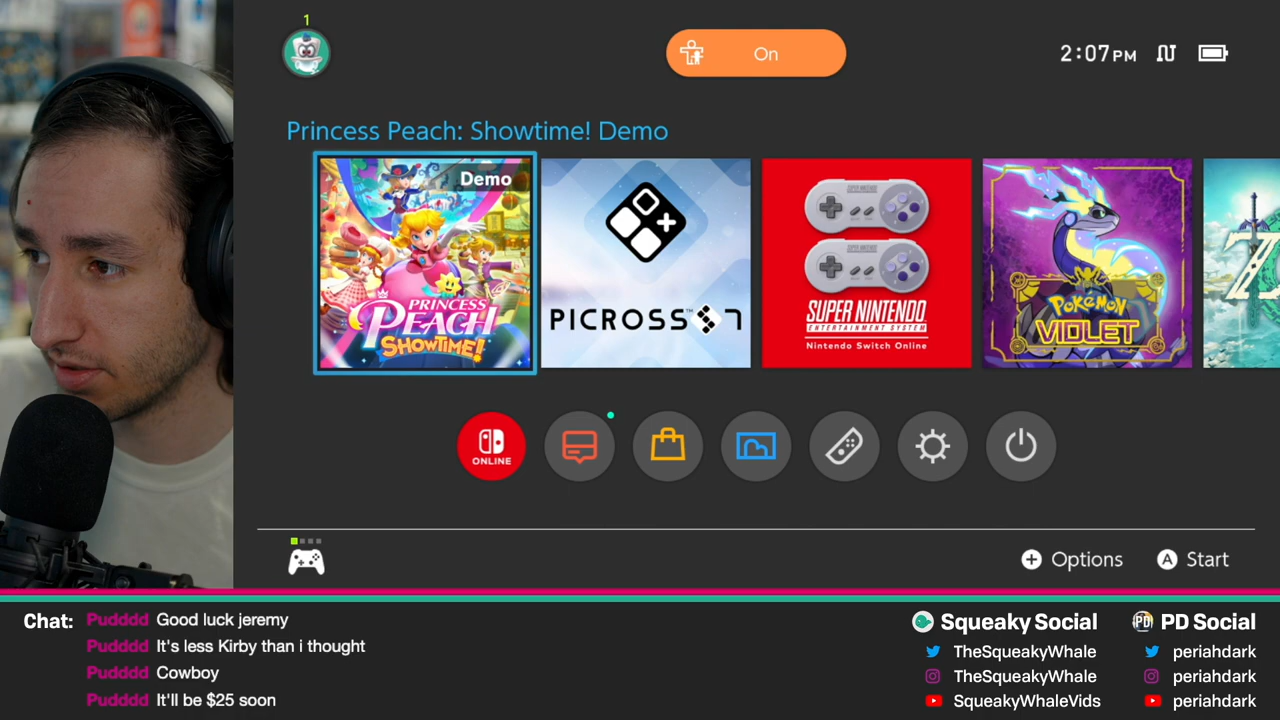 1
On
2:07PM
Princess Peach: Showtime! Demo
Demo
PRINCESS
PEACH
SHOWTIME!
PICROSS 7
SUPER NINTENDO
ENTERTAINMENT SYSTEM
Nintendo Switch Online
POKÉMON
VIOLET
Z
ONLINE
Options
A
Start
Chat:
Pudddd Good luck jeremy
Pudddd It's less Kirby than i thought
Pudddd Cowboy
Pudddd It'll be $25 soon
Squeaky Social
TheSqueakyWhale
TheSqueakyWhale
SqueakyWhaleVids
PD PD Social
periahdark
periahdark
periahdark